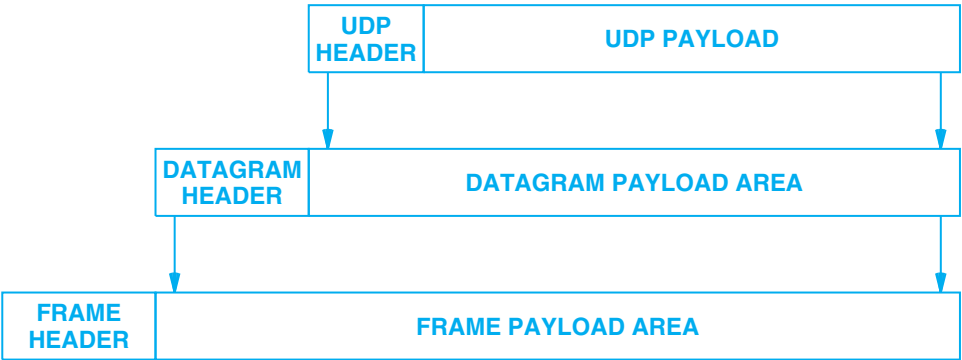 UDP
HEADER
UDP PAYLOAD
DATAGRAM
HEADER
DATAGRAM PAYLOAD AREA
FRAME
HEADER
FRAME PAYLOAD AREA